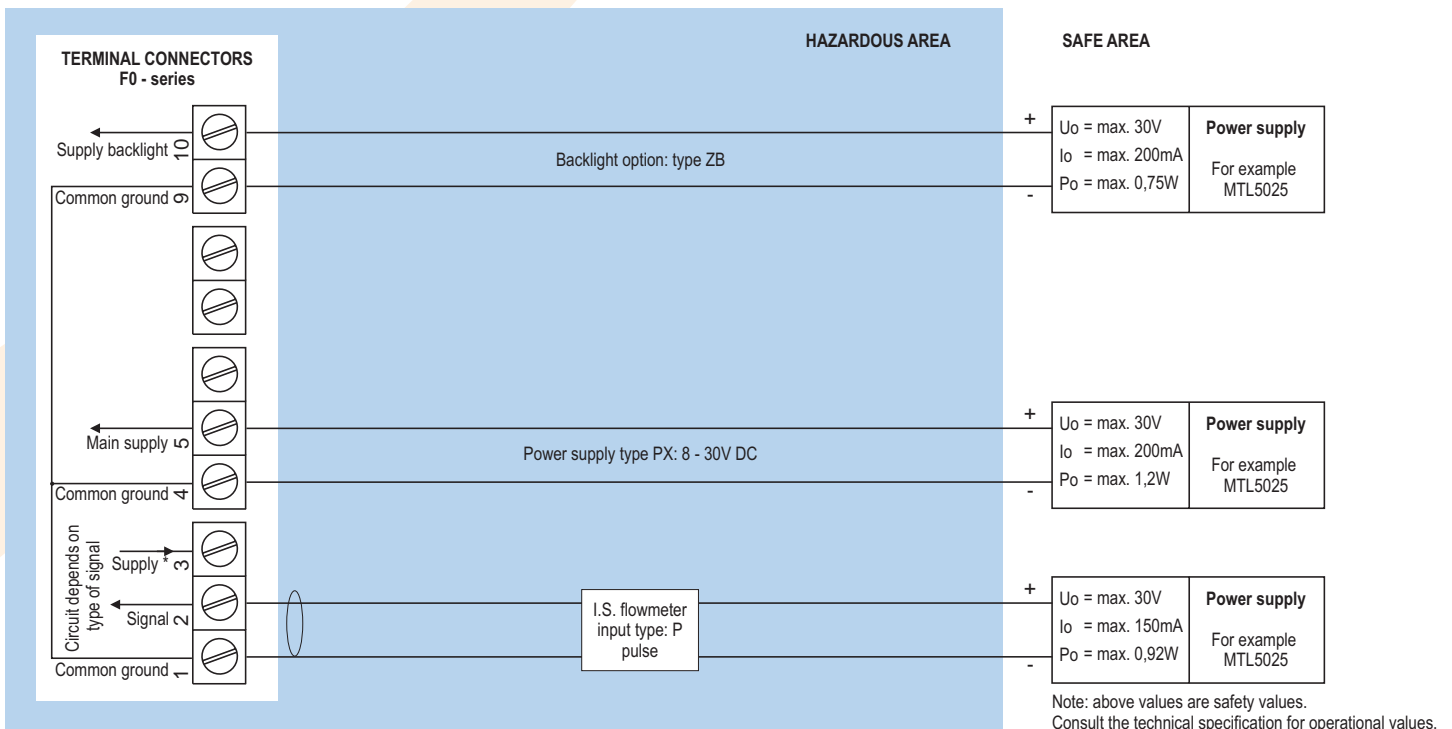 HAZARDOUS AREA
SAFE AREA
TERMINAL CONNECTORS
F0 - series
Supply backlight
10
Common ground
9
Backlight option: type ZB
+
-
Uo = max. 30V
Io = max. 200mA
Po = max. 0,75W
Power supply
For example
MTL5025
Main supply
5
Common ground
4
Power supply type PX: 8 - 30V DC
+
-
Uo = max. 30V
Io = max. 200mA
Po = max. 1,2W
Power supply
For example
MTL5025
Circuit depends on
type of signal
Supply *
3
Signal
2
Common ground
1
I.S. flowmeter
input type: P
pulse
+
-
Uo = max. 30V
Io = max. 150mA
Po = max. 0,92W
Power supply
For example
MTL5025
Note: above values are safety values.
Consult the technical specification for operational values.